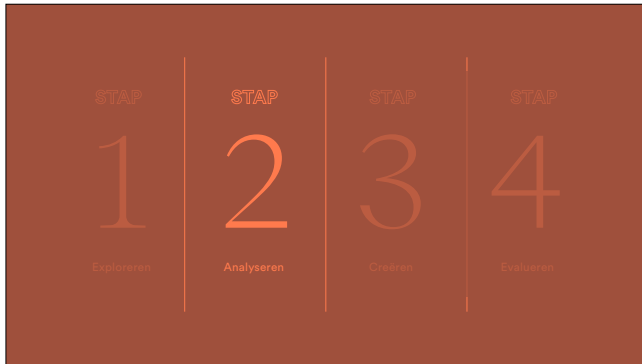 STAP
1
Exploreren
STAP
2
Analyseren
STAP
3
Creëren
STAP
4
Evalueren